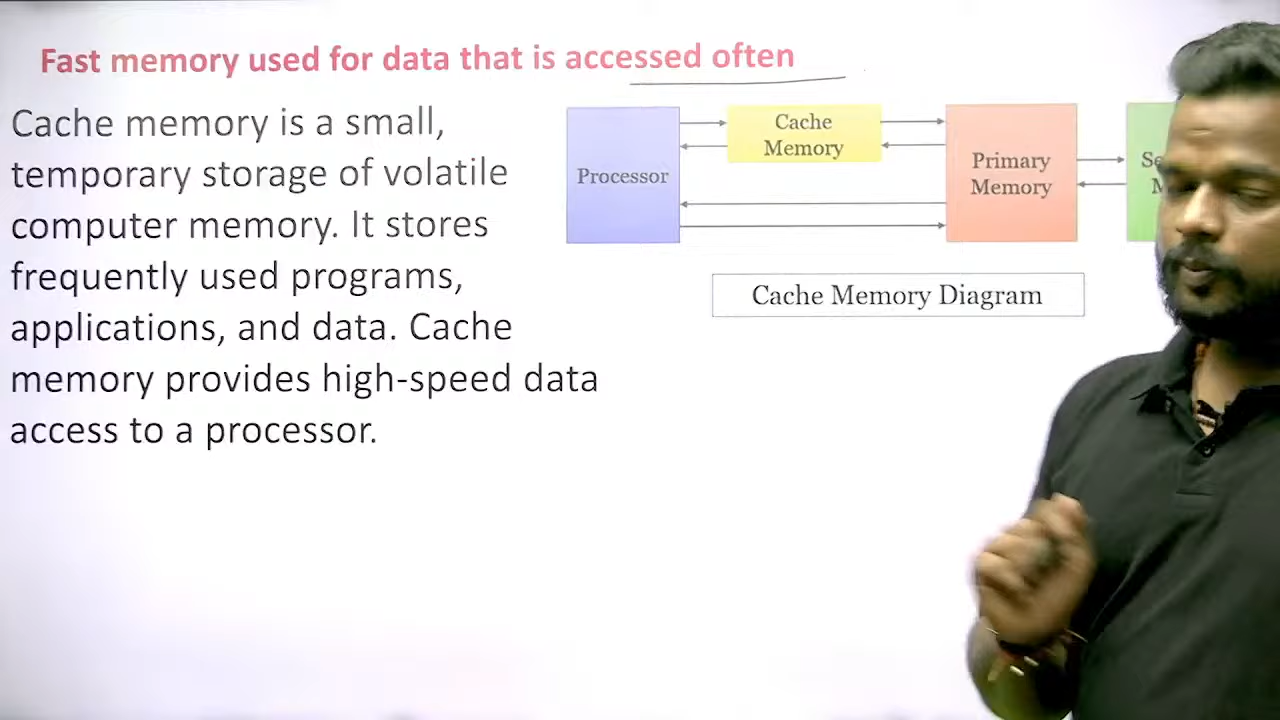 Fast memory used for data that is accessed often
Cache memory is a small,
temporary storage of volatile
computer memory. It stores
frequently used programs,
applications, and data. Cache
memory provides high-speed data
access to a processor.
Processor
Cache
Memory
Primary
Memory
Cache Memory Diagram